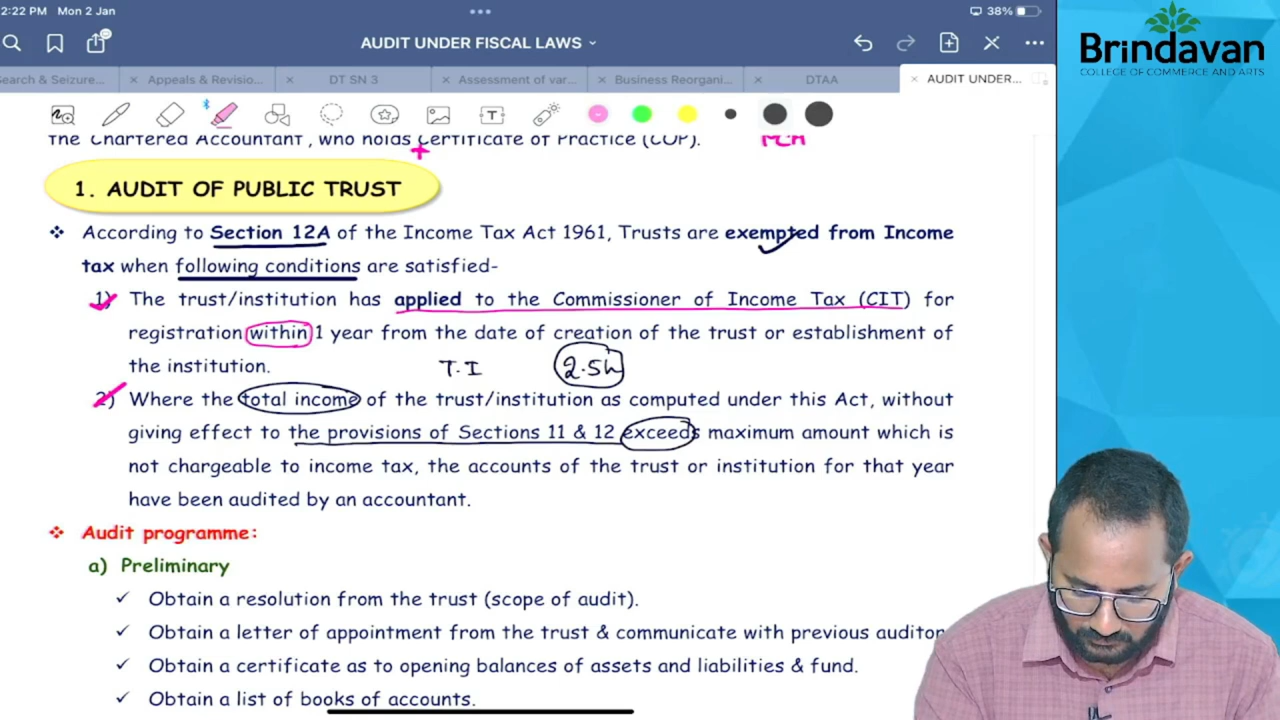 2:22 PM Mon 2 Jan
38%
AUDIT UNDER FISCAL LAWS
Brindavan
COLLEGE OF COMMERCE AND ARTS
earch & Seizure...
Appeals & Revisio...
DT SN 3
Assessment of var...
Business Reorgani...
DTAA
AUDIT UNDER...
the Chartered Accountant, who holds Certificate of Practice (COP).
1. AUDIT OF PUBLIC TRUST
❖ According to Section 12A of the Income Tax Act 1961, Trusts are exempted from Income
tax when following conditions are satisfied-
1) The trust/institution has applied to the Commissioner of Income Tax (CIT) for
registration within 1 year from the date of creation of the trust or establishment of
the institution. T.I 2.5L
2) Where the total income of the trust/institution as computed under this Act, without
giving effect to the provisions of Sections 11 & 12 exceeds maximum amount which is
not chargeable to income tax, the accounts of the trust or institution for that year
have been audited by an accountant.
❖ Audit programme:
a) Preliminary
✓ Obtain a resolution from the trust (scope of audit).
✓ Obtain a letter of appointment from the trust & communicate with previous auditor
✓ Obtain a certificate as to opening balances of assets and liabilities & fund.
✓ Obtain a list of books of accounts.